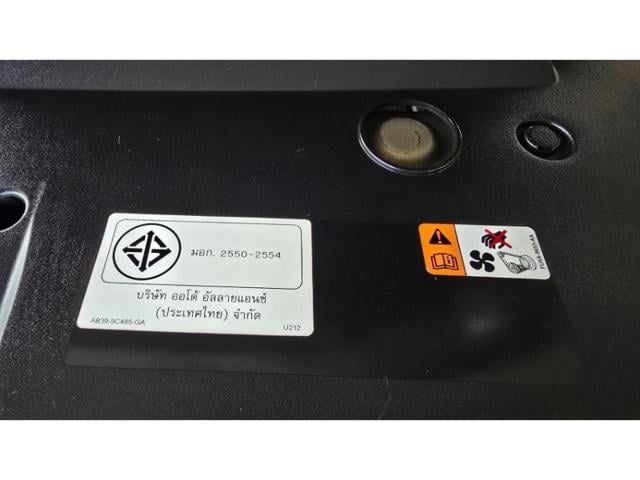 มอก. 2550-2554
บริษัท ออโต้ อัลลายแอนซ์
(ประเทศไทย) จำกัด
AB39-9C485-GA
U212